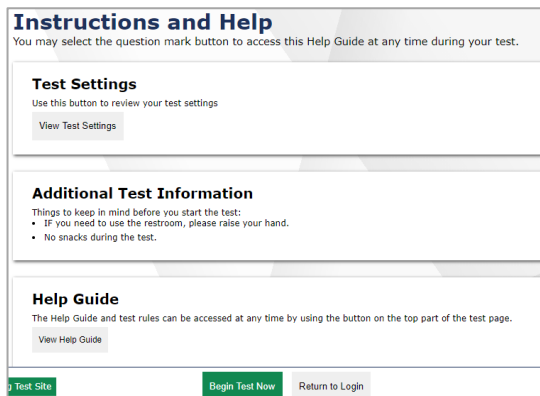 Instructions and Help
You may select the question mark button to access this Help Guide at any time during your test.
Test Settings
Use this button to review your test settings
View Test Settings
Additional Test Information
Things to keep in mind before you start the test:
• IF you need to use the restroom, please raise your hand.
• No snacks during the test.
Help Guide
The Help Guide and test rules can be accessed at any time by using the button on the top part of the test page.
View Help Guide
g Test Site
Begin Test Now
Return to Login